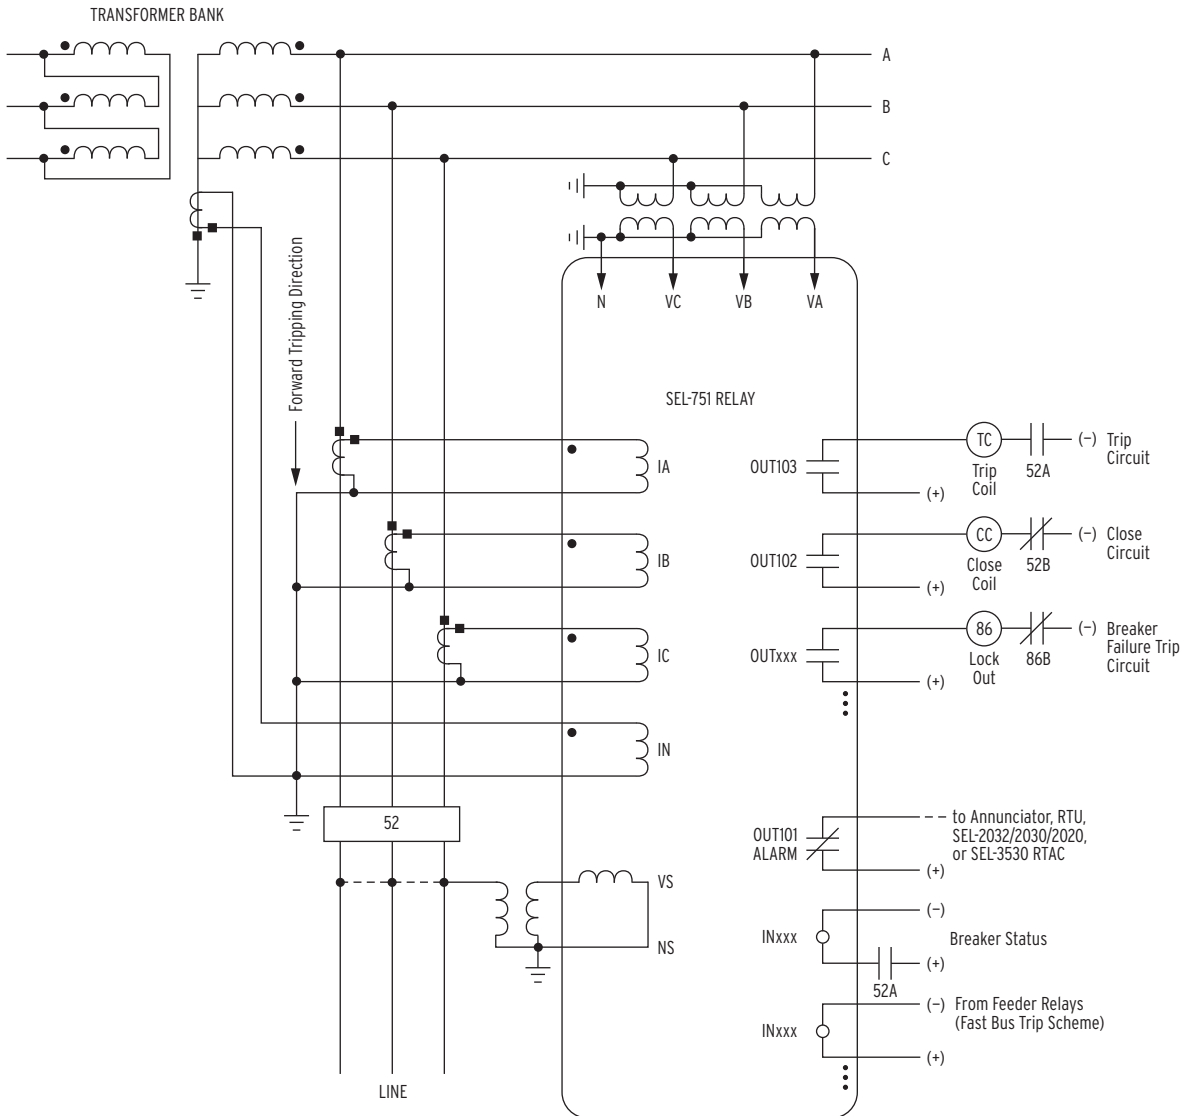 TRANSFORMER BANK
A
B
C
Forward Tripping Direction
N
VC
VB
VA
SEL-751 RELAY
IA
OUT103
TC
Trip
Coil
52A
(–)
Trip
Circuit
(+)
IB
OUT102
CC
Close
Coil
52B
(–)
Close
Circuit
(+)
IC
OUTxxx
86
Lock
Out
86B
(–)
Breaker
Failure Trip
Circuit
(+)
IN
52
OUT101
ALARM
to Annunciator, RTU,
SEL-2032/2030/2020,
or SEL-3530 RTAC
(+)
VS
NS
INxxx
(–)
Breaker Status
(+)
52A
INxxx
(–)
From Feeder Relays
(Fast Bus Trip Scheme)
(+)
LINE